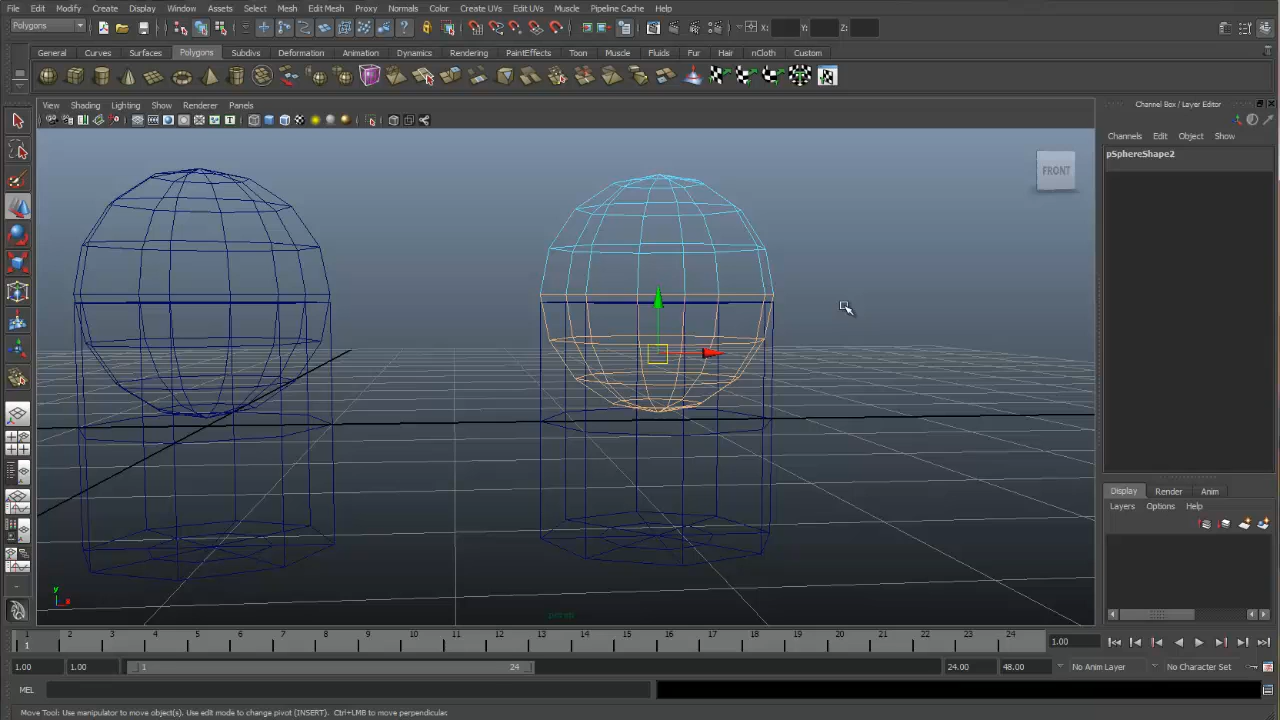 File Edit Modify Create Display Window Assets Select Mesh Edit Mesh Proxy Normals Color Create UVs Edit UVs Muscle Pipeline Cache Help
Polygons X: Y: Z:
General Curves Surfaces Polygons Subdivs Deformation Animation Dynamics Rendering PaintEffects Toon Muscle Fluids Fur Hair nCloth Custom
Channel Box / Layer Editor
View Shading Lighting Show Renderer Panels
Channels Edit Object Show
pSphereShape2
FRONT
Display Render Anim
Layers Options Help
y
x
persp
1 2 3 4 5 6 7 8 9 10 11 12 13 14 15 16 17 18 19 20 21 22 23 24
1 1.00
1.00 1.00 1 24 24.00 48.00 No Anim Layer No Character Set
MEL
Move Tool: Use manipulator to move object(s). Use edit mode to change pivot (INSERT). Ctrl+LMB to move perpendicular.